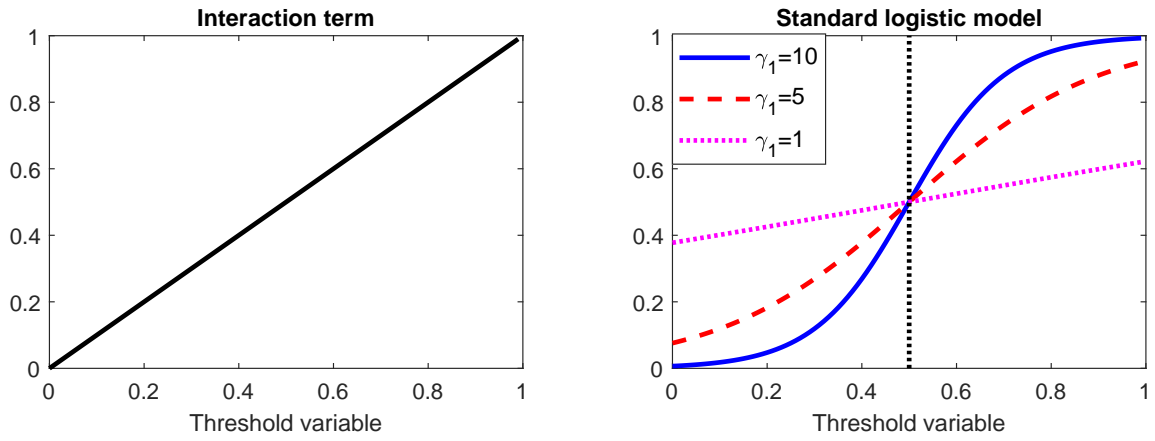 Interaction term
1
0.8
0.6
0.4
0.2
0
0 0.2 0.4 0.6 0.8 1
Threshold variable
Standard logistic model
γ₁=10
γ₁=5
γ₁=1
1
0.8
0.6
0.4
0.2
0
0 0.2 0.4 0.6 0.8 1
Threshold variable